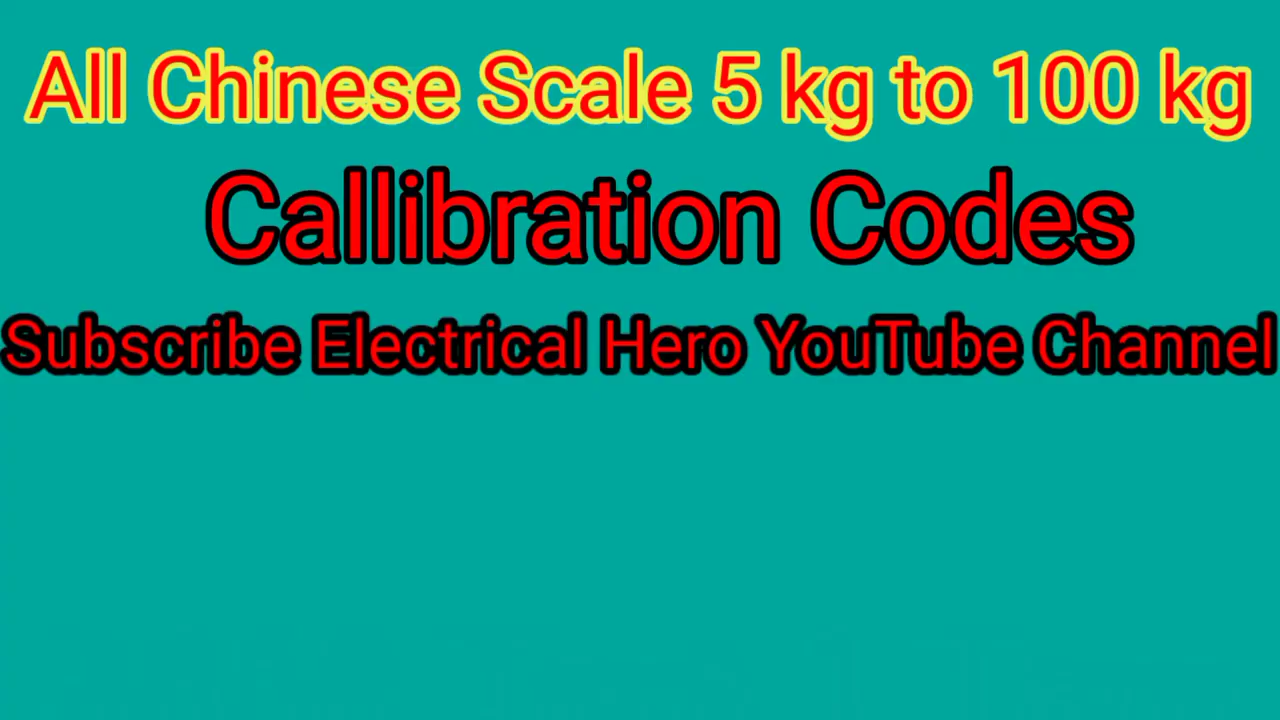 All Chinese Scale 5 kg to 100 kg
Callibration Codes
Subscribe Electrical Hero YouTube Channel